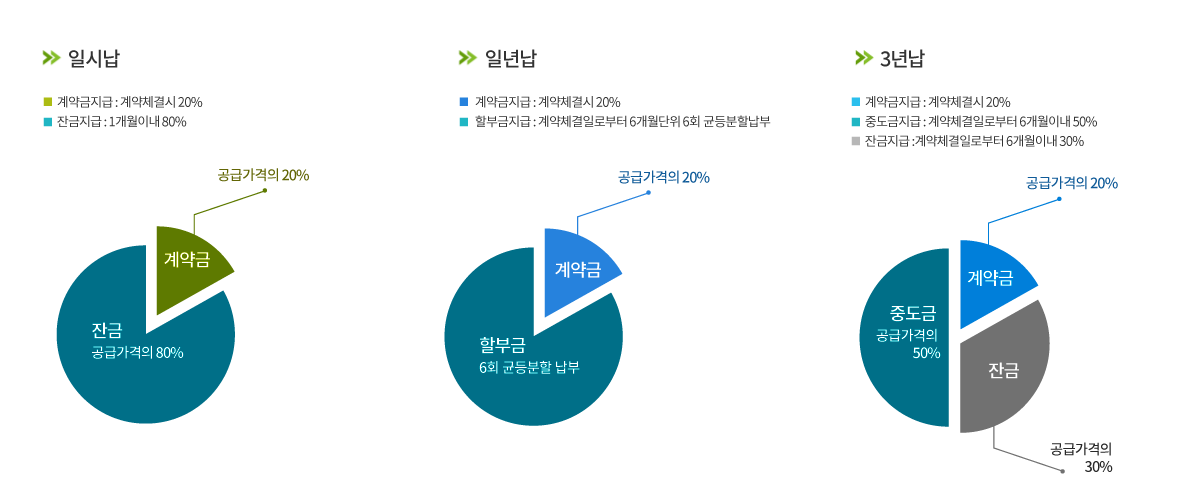 일시납
계약금지급 : 계약체결시 20%
잔금지급 : 1개월이내 80%
공급가격의 20%
계약금
잔금
공급가격의 80%
일년납
계약금지급 : 계약체결시 20%
할부금지급 : 계약체결일로부터 6개월단위 6회 균등분할납부
공급가격의 20%
계약금
할부금
6회 균등분할 납부
3년납
계약금지급 : 계약체결시 20%
중도금지급 : 계약체결일로부터 6개월이내 50%
잔금지급 :계약체결일로부터 6개월이내 30%
공급가격의 20%
계약금
중도금
공급가격의
50%
잔금
공급가격의
30%